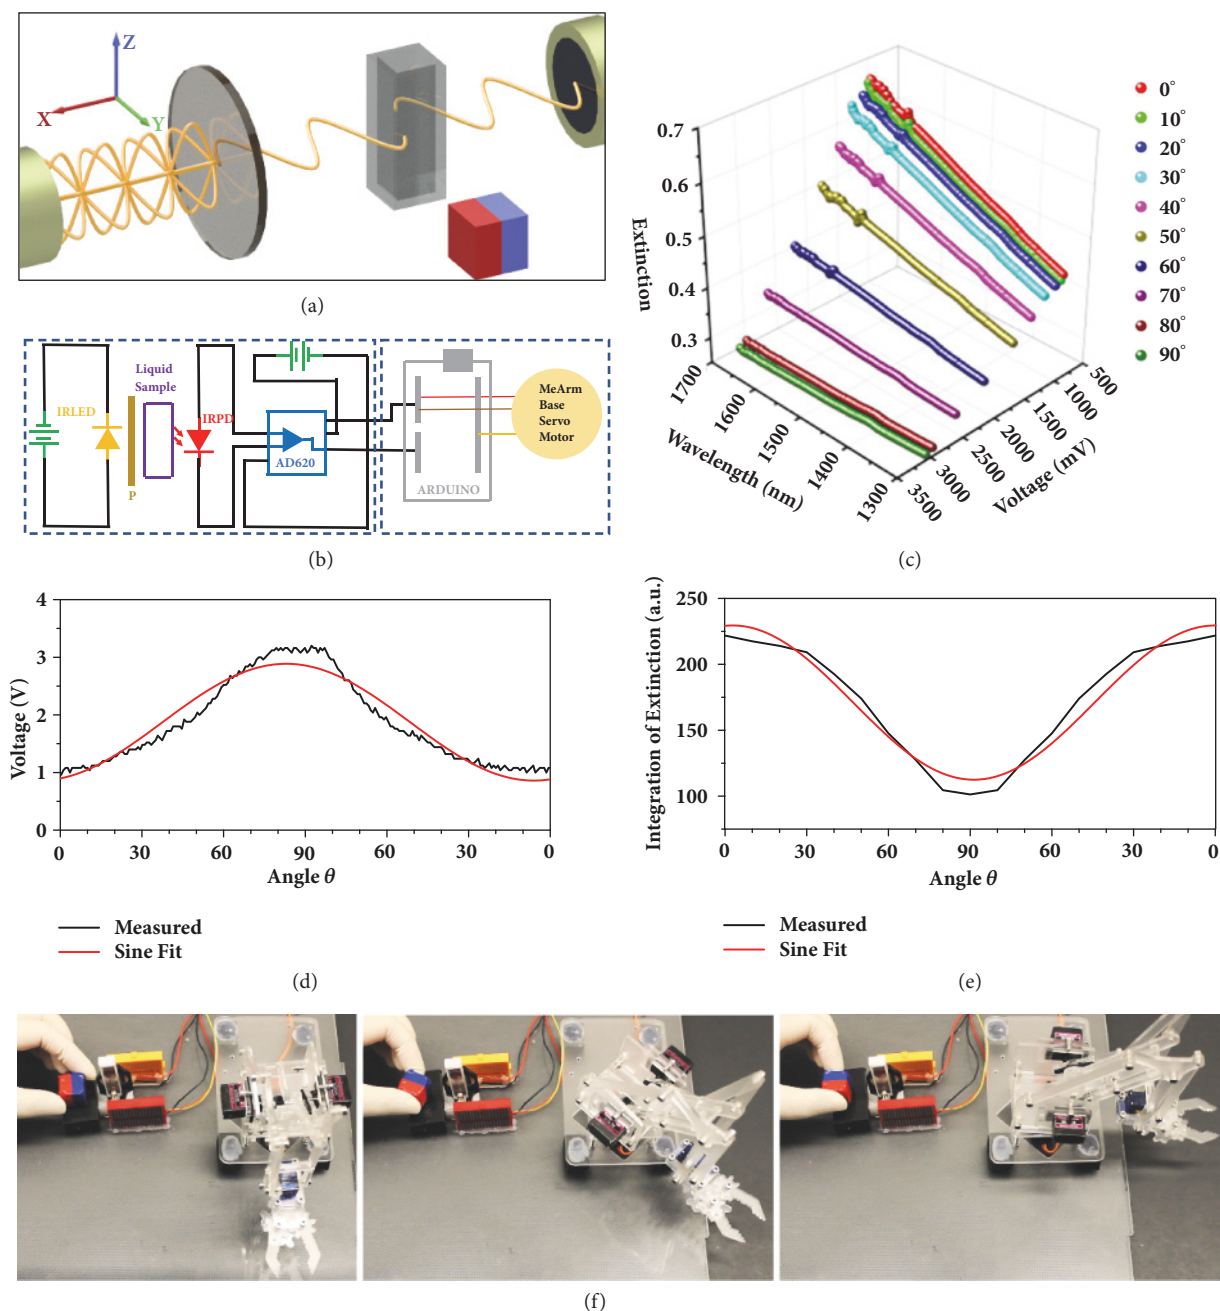 Z
X
Y
(a)
IRLED
P
Liquid
Sample
IRPD
AD620
ARDUINO
MeArm
Base
Servo
Motor
(b)
0.7
0.6
0.5
0.4
0.3
Extinction
1700
1600
1500
1400
1300
Wavelength (nm)
500
1000
1500
2000
2500
3000
3500
Voltage (mV)
0°
10°
20°
30°
40°
50°
60°
70°
80°
90°
(c)
4
3
2
1
0
Voltage (V)
0 30 60 90 60 30 0
Angle θ
Measured
Sine Fit
(d)
250
200
150
100
Integration of Extinction (a.u.)
0 30 60 90 60 30 0
Angle θ
Measured
Sine Fit
(e)
(f)